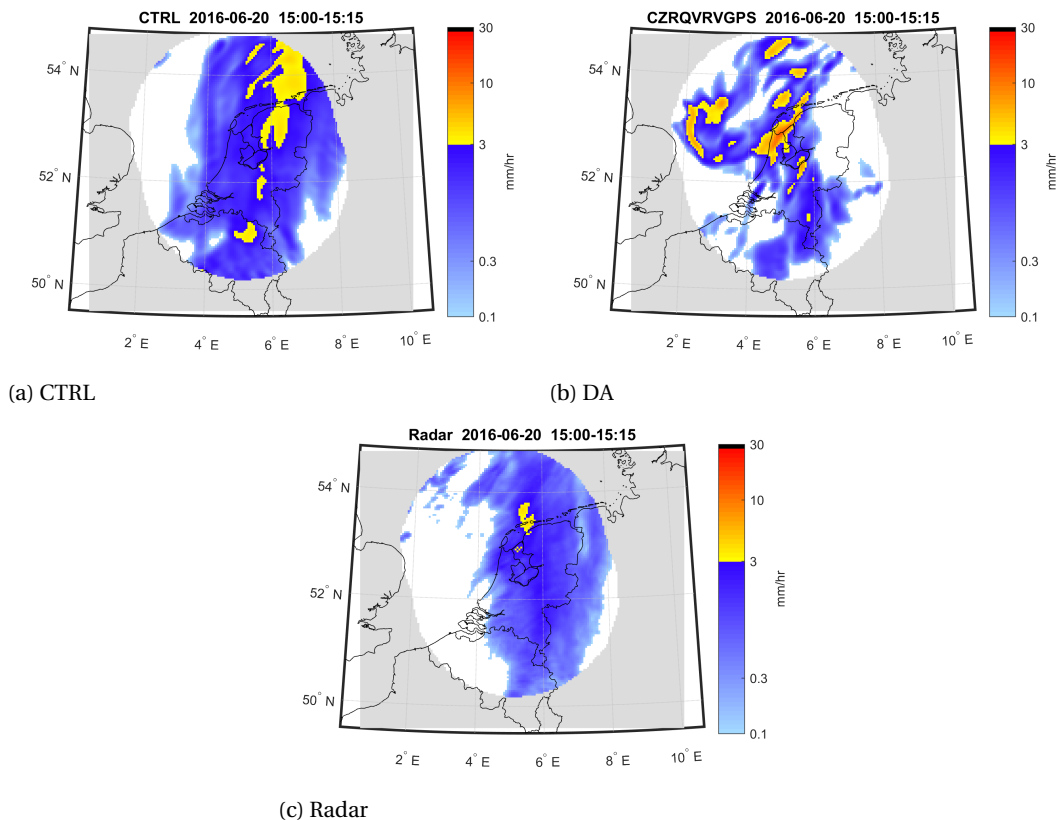 CTRL 2016-06-20 15:00-15:15
54° N
52° N
50° N
2° E
4° E
6° E
8° E
10° E
30
10
3
0.3
0.1
mm/hr
(a) CTRL
CZRQVRVGPS 2016-06-20 15:00-15:15
54° N
52° N
50° N
2° E
4° E
6° E
8° E
10° E
30
10
3
0.3
0.1
mm/hr
(b) DA
Radar 2016-06-20 15:00-15:15
54° N
52° N
50° N
2° E
4° E
6° E
8° E
10° E
30
10
3
0.3
0.1
mm/hr
(c) Radar